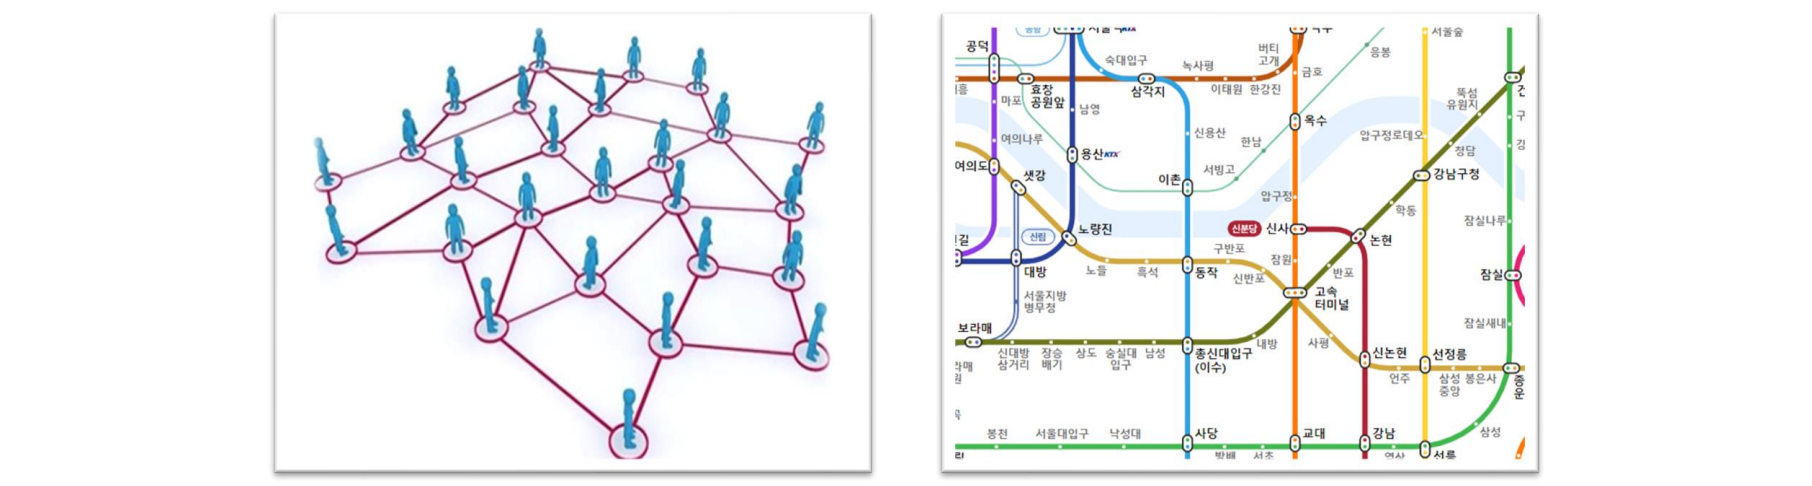 서울숲
공덕
숙대입구
녹사평
버티
고개
응봉
금호
삼각지
이태원
한강진
효창
공원앞
마포
남영
뚝섬
유원지
옥수
신용산
한남
압구정로데오
여의나루
청담
용산 KTX
여의도
서빙고
강남구청
샛강
이촌
압구정
학동
잠실나루
신분당
신사
노량진
신림
논현
구반포
대방
노들
흑석
동작
신반포
잠원
반포
잠실
서울지방
병무청
고속
터미널
보라매
잠실새내
신대방
삼거리
장승
배기
상도
숭실대
입구
남성
총신대입구
(이수)
내방
사평
신논현
선정릉
언주
삼성
중앙
봉은사
봉천
서울대입구
낙성대
사당
교대
강남
삼성
방배
서초
선릉